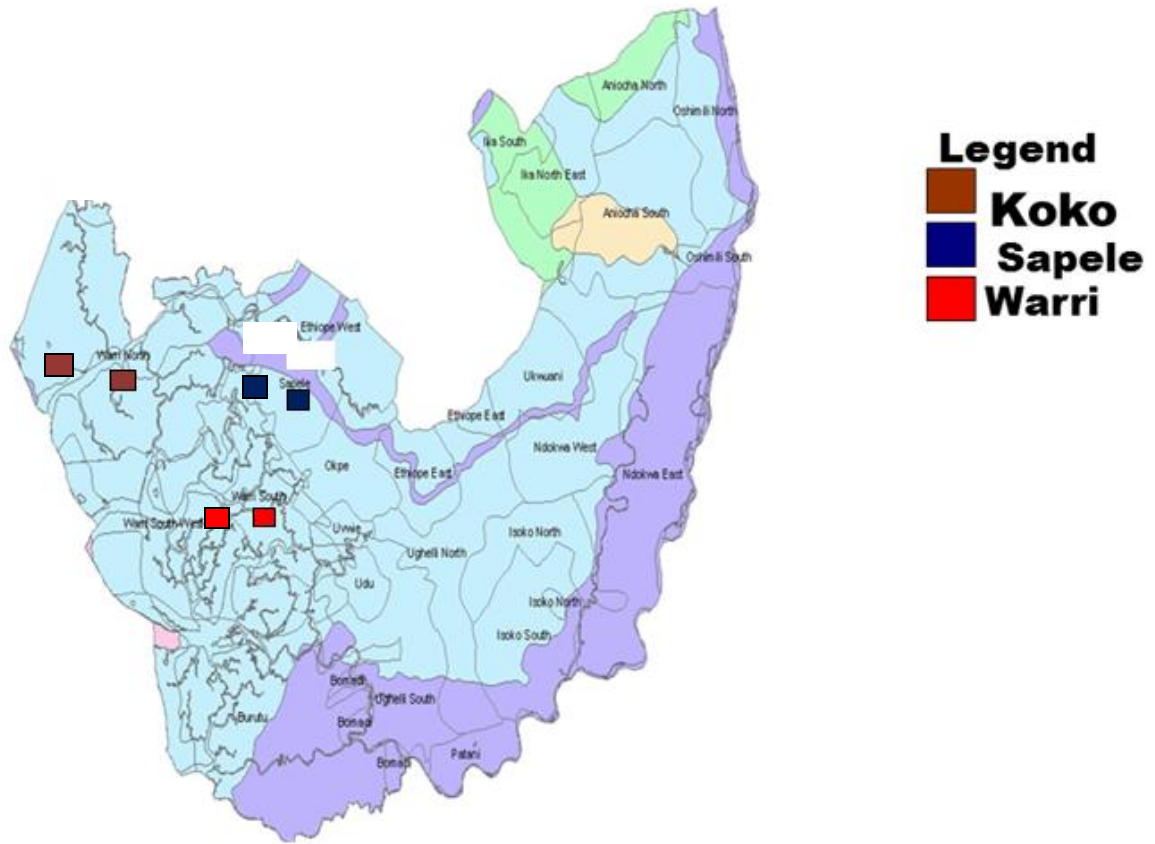 Aniocha North
Oshimili North
Ika South
Ika North East
Aniocha South
Oshimili South
Ethiope West
Warri North
Ukwuani
Sapele
Ethiope East
Ndokwa West
Okpe
Ethiope East
Ndokwa East
Warri South
Warri South-West
Uvwie
Isoko North
Ughelli North
Udu
Isoko North
Isoko South
Bomadi
Ughelli South
Burutu
Bomadi
Patani
Bomadi
Legend
Koko
Sapele
Warri